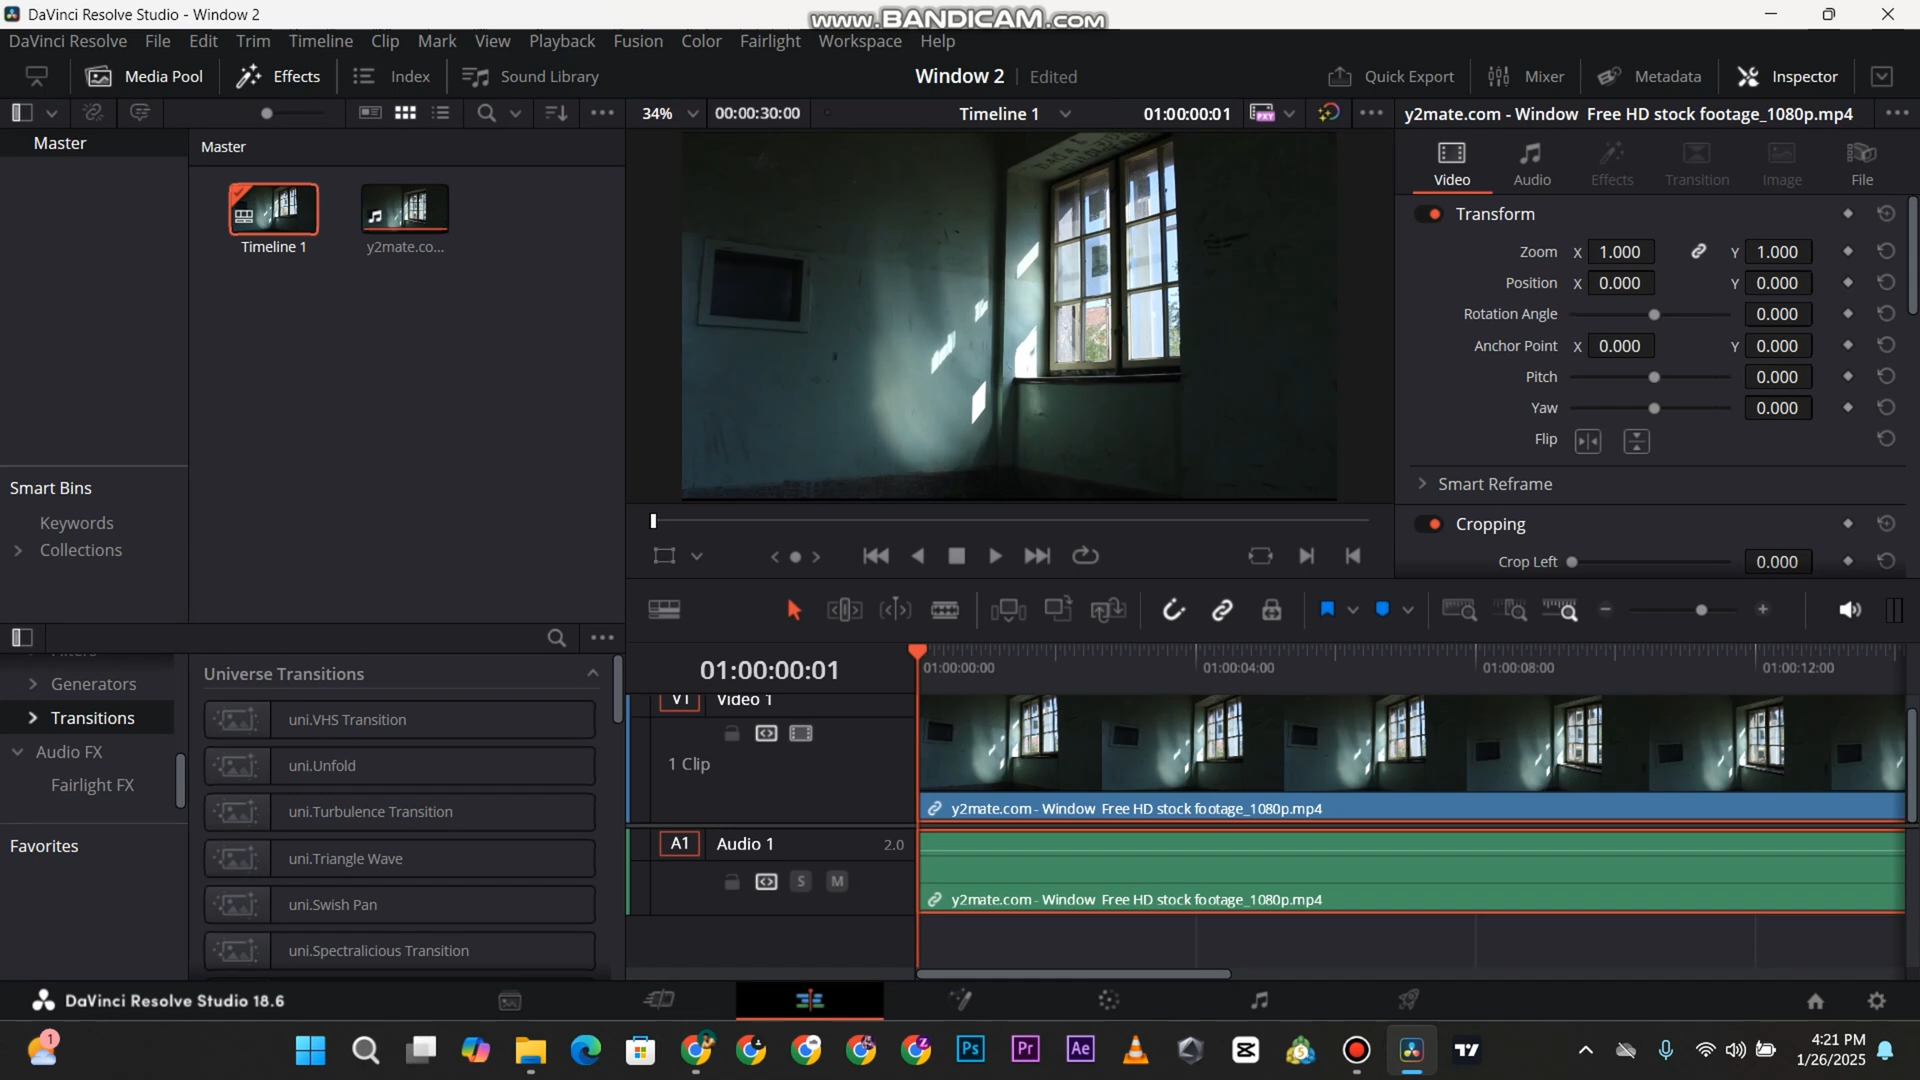 DaVinci Resolve Studio - Window 2
www.BANDICAM.com
DaVinci Resolve File Edit Trim Timeline Clip Mark View Playback Fusion Color Fairlight Workspace Help
Media Pool Effects Index Sound Library Window 2 Edited Quick Export Mixer Metadata Inspector
34% 00:00:30:00 Timeline 1 01:00:00:01 PXY y2mate.com - Window Free HD stock footage_1080p.mp4
Master
Master
Timeline 1
y2mate.co...
Video Audio Effects Transition Image File
Transform
Zoom X 1.000 Y 1.000
Position X 0.000 Y 0.000
Rotation Angle 0.000
Anchor Point X 0.000 Y 0.000
Pitch 0.000
Yaw 0.000
Flip
Smart Reframe
Cropping
Crop Left 0.000
Smart Bins
Keywords
Collections
Generators
Transitions
Audio FX
Fairlight FX
Favorites
Universe Transitions
uni.VHS Transition
uni.Unfold
uni.Turbulence Transition
uni.Triangle Wave
uni.Swish Pan
uni.Spectralicious Transition
01:00:00:01
01:00:00:00 01:00:04:00 01:00:08:00 01:00:12:00
V1 Video 1
1 Clip
y2mate.com - Window Free HD stock footage_1080p.mp4
A1 Audio 1 2.0
S M
y2mate.com - Window Free HD stock footage_1080p.mp4
DaVinci Resolve Studio 18.6
1
Ps Pr Ae
4:21 PM
1/26/2025